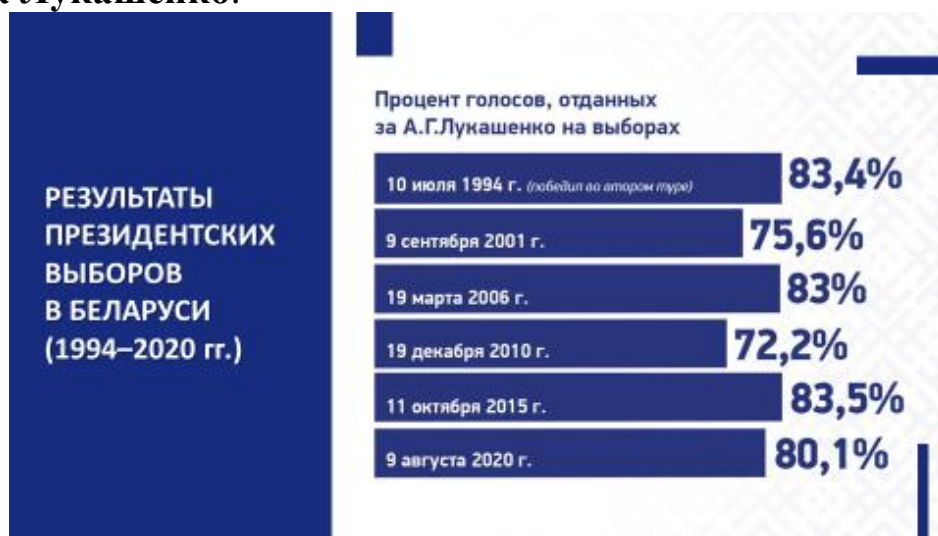 Лукашенко.
РЕЗУЛЬТАТЫ
ПРЕЗИДЕНТСКИХ
ВЫБОРОВ
В БЕЛАРУСИ
(1994–2020 гг.)
Процент голосов, отданных
за А.Г.Лукашенко на выборах
10 июля 1994 г. (победил во втором туре) 83,4%
9 сентября 2001 г. 75,6%
19 марта 2006 г. 83%
19 декабря 2010 г. 72,2%
11 октября 2015 г. 83,5%
9 августа 2020 г. 80,1%